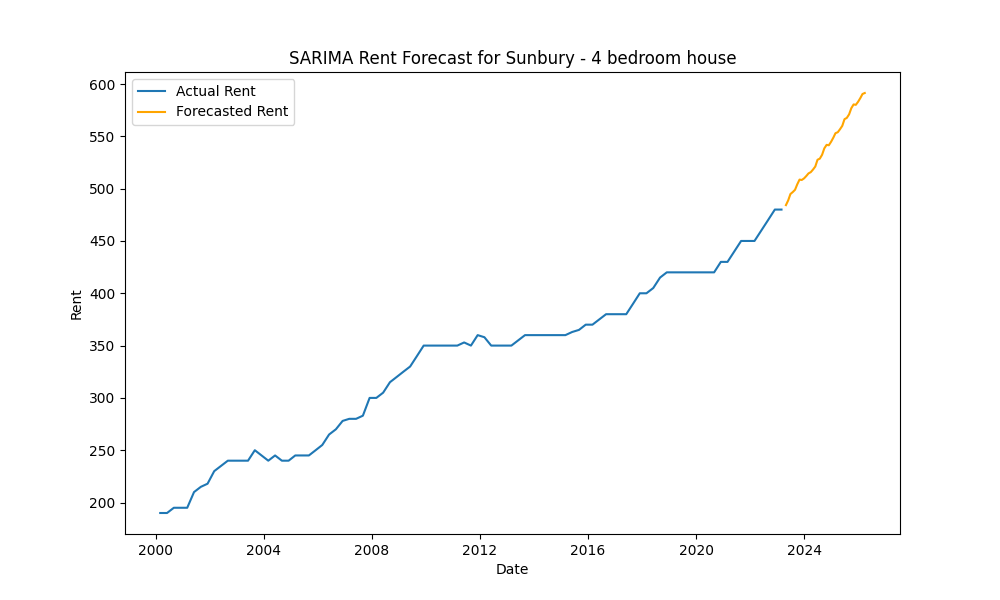 SARIMA Rent Forecast for Sunbury - 4 bedroom house
Actual Rent
Forecasted Rent
600
550
500
450
400
350
300
250
200
Rent
2000 2004 2008 2012 2016 2020 2024
Date